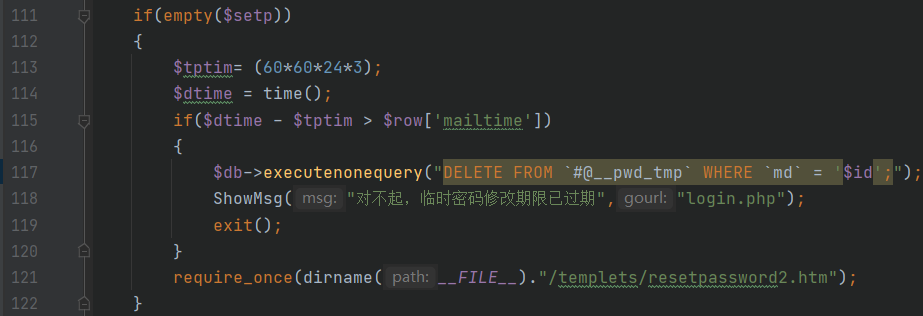 111 if(empty($setp))
112 {
113 $tptim= (60*60*24*3);
114 $dtime = time();
115 if($dtime - $tptim > $row['mailtime'])
116 {
117 $db->executenonequery("DELETE FROM `#@__pwd_tmp` WHERE `md` = '$id';");
118 ShowMsg( msg: "对不起，临时密码修改期限已过期", gourl: "login.php");
119 exit();
120 }
121 require_once(dirname( path: __FILE__)."/templets/resetpassword2.htm");
122 }